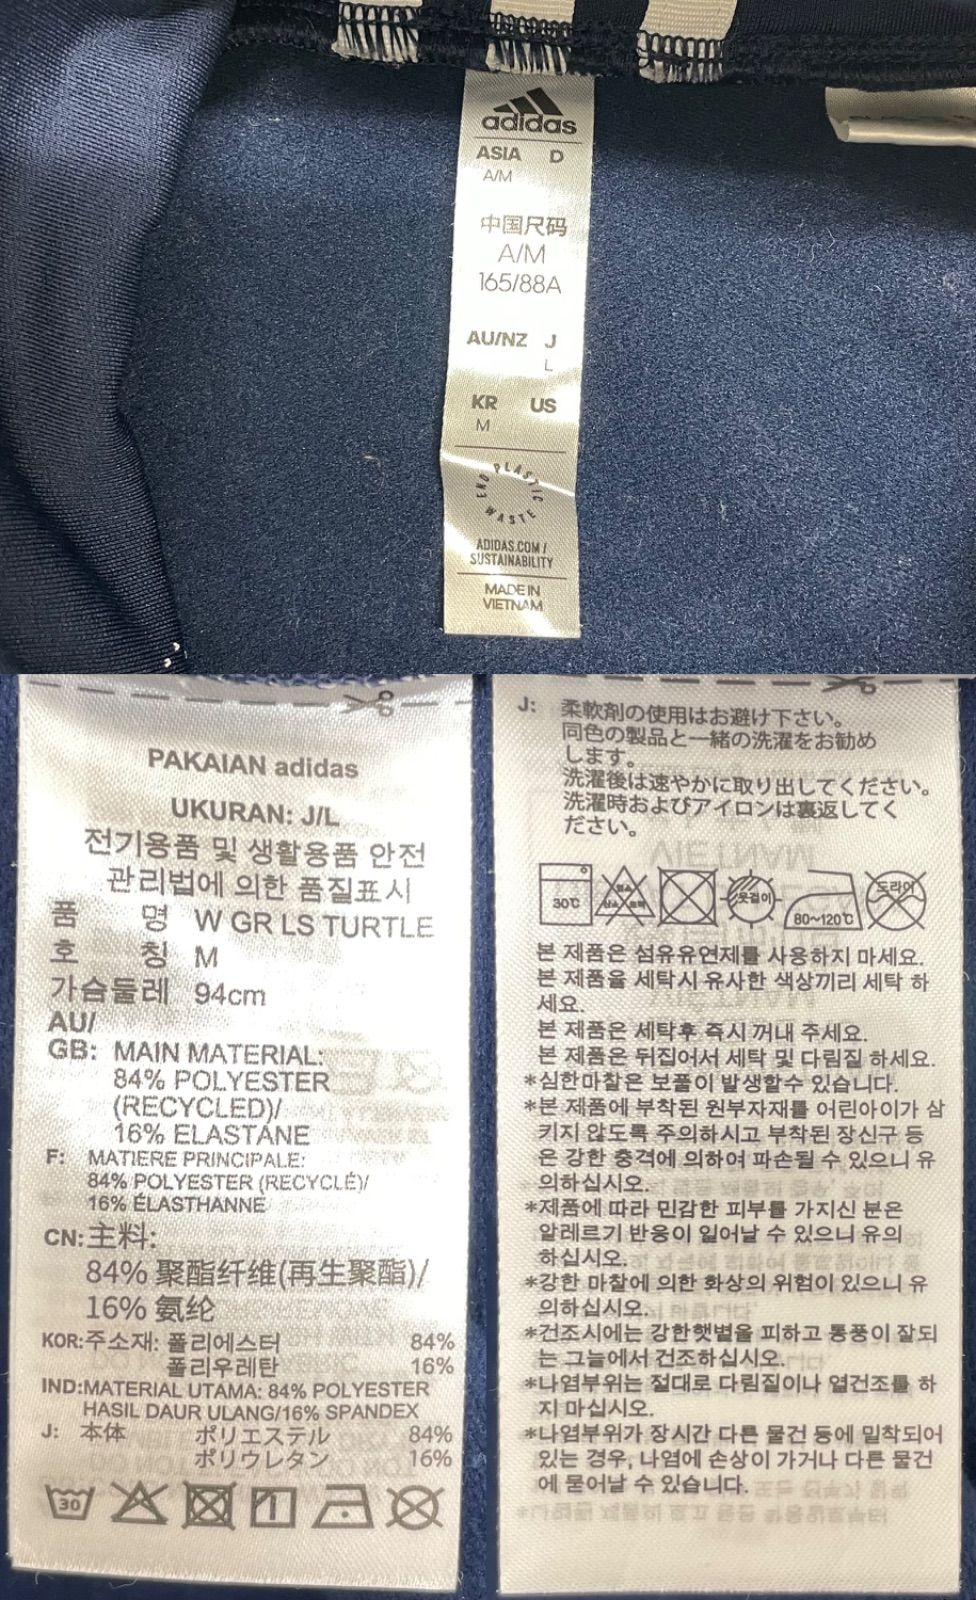 adidas
ASIA D
A/M
中国尺码
A/M
165/88A
AU/NZ J
L
KR US
M
END PLASTIC WASTE
ADIDAS.COM/
SUSTAINABILITY
MADE IN
VIETNAM
PAKAIAN adidas
UKURAN: J/L
전기용품 및 생활용품 안전
관리법에 의한 품질표시
품 명 W GR LS TURTLE
호 칭 M
가슴둘레 94cm
AU/
GB: MAIN MATERIAL:
84% POLYESTER
(RECYCLED)/
16% ELASTANE
F: MATIERE PRINCIPALE:
84% POLYESTER (RECYCLÉ)/
16% ÉLASTHANNE
CN:主料:
84% 聚酯纤维(再生聚酯)/
16% 氨纶
KOR:주소재: 폴리에스터 84%
폴리우레탄 16%
IND:MATERIAL UTAMA: 84% POLYESTER
HASIL DAUR ULANG/16% SPANDEX
J: 本体 ポリエステル 84%
ポリウレタン 16%
30
J: 柔軟剤の使用はお避け下さい。
同色の製品と一緒の洗濯をお勧め
します。
洗濯後は速やかに取り出してください。
洗濯時およびアイロンは裏返してく
ださい。
30℃ 옷걸이 80~120℃ 드라이
본 제품은 섬유유연제를 사용하지 마세요.
본 제품을 세탁시 유사한 색상끼리 세탁 하
세요.
본 제품은 세탁후 즉시 꺼내 주세요.
본 제품은 뒤집어서 세탁 및 다림질 하세요.
*심한마찰은 보풀이 발생할수 있습니다.
*본 제품에 부착된 원부자재를 어린아이가 삼
키지 않도록 주의하시고 부착된 장신구 등
은 강한 충격에 의하여 파손될 수 있으니 유
의하십시오.
*제품에 따라 민감한 피부를 가지신 분은
알레르기 반응이 일어날 수 있으니 유의
하십시오.
*강한 마찰에 의한 화상의 위험이 있으니 유
의하십시오.
*건조시에는 강한햇볕을 피하고 통풍이 잘되
는 그늘에서 건조하십시오.
*나염부위는 절대로 다림질이나 열건조를 하
지 마십시오.
*나염부위가 장시간 다른 물건 등에 밀착되어
있는 경우, 나염에 손상이 가거나 다른 물건
에 묻어날 수 있습니다.